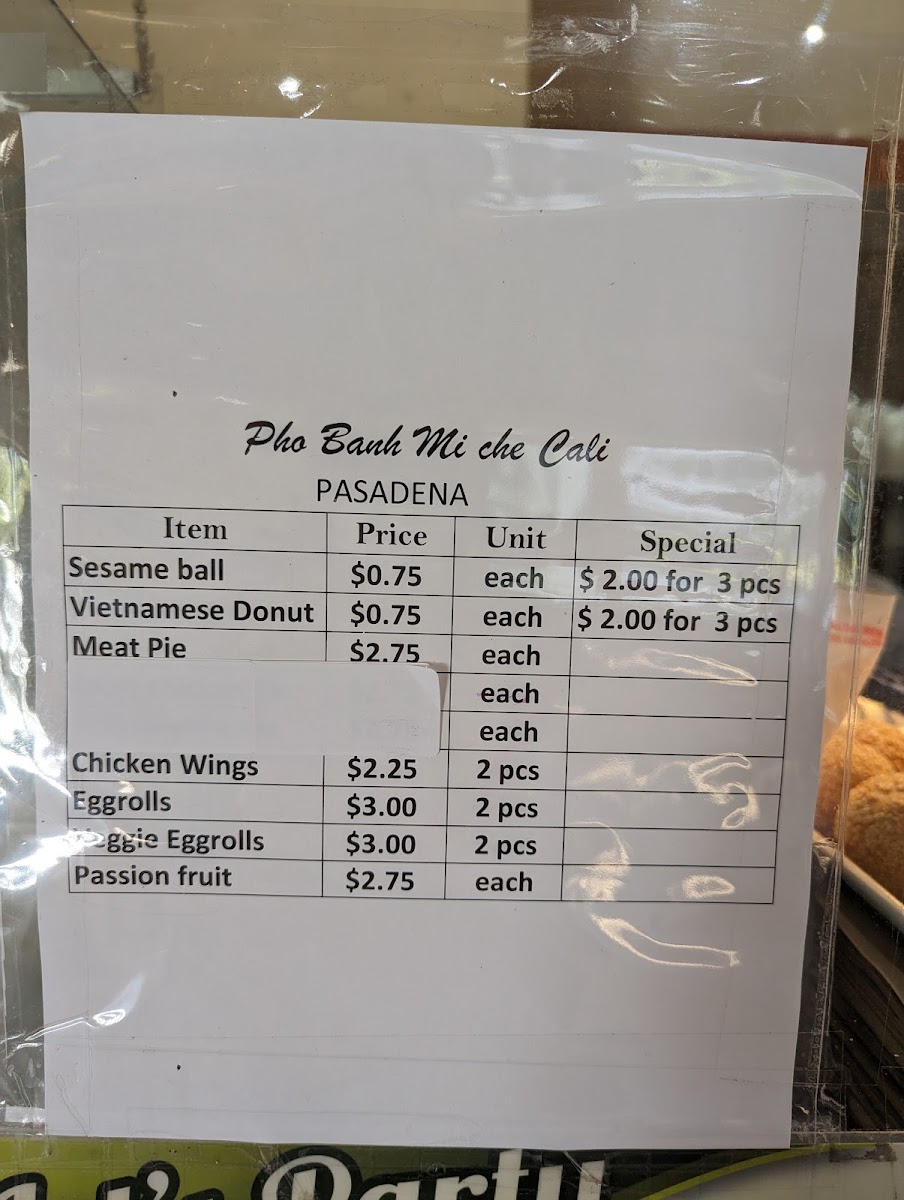 Pho Banh Mi che Cali
PASADENA
Item Price Unit Special
Sesame ball $0.75 each $ 2.00 for 3 pcs
Vietnamese Donut $0.75 each $ 2.00 for 3 pcs
Meat Pie $2.75 each
each
each
Chicken Wings $2.25 2 pcs
Eggrolls $3.00 2 pcs
Veggie Eggrolls $3.00 2 pcs
Passion fruit $2.75 each
Party